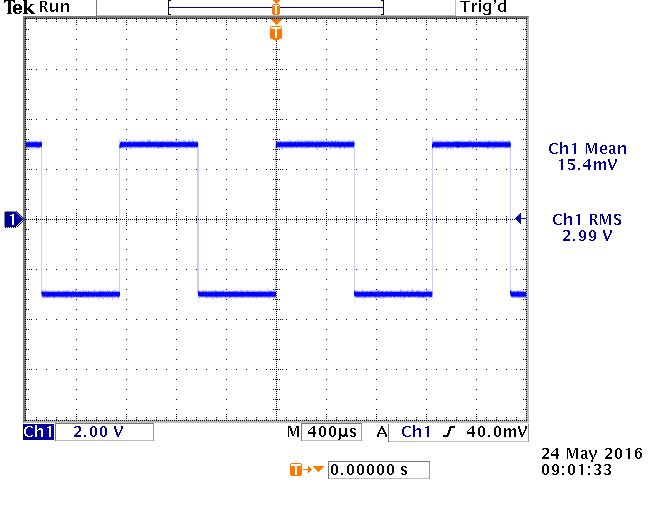 Tek Run Trig'd
T
T
Ch1 Mean
15.4mV
1
Ch1 RMS
2.99 V
Ch1 2.00 V M 400µs A Ch1 40.0mV
24 May 2016
T 0.00000 s
09:01:33